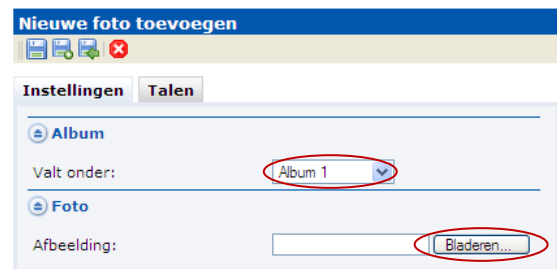 Nieuwe foto toevoegen
Instellingen Talen
Album
Valt onder: Album 1
Foto
Afbeelding: Bladeren...